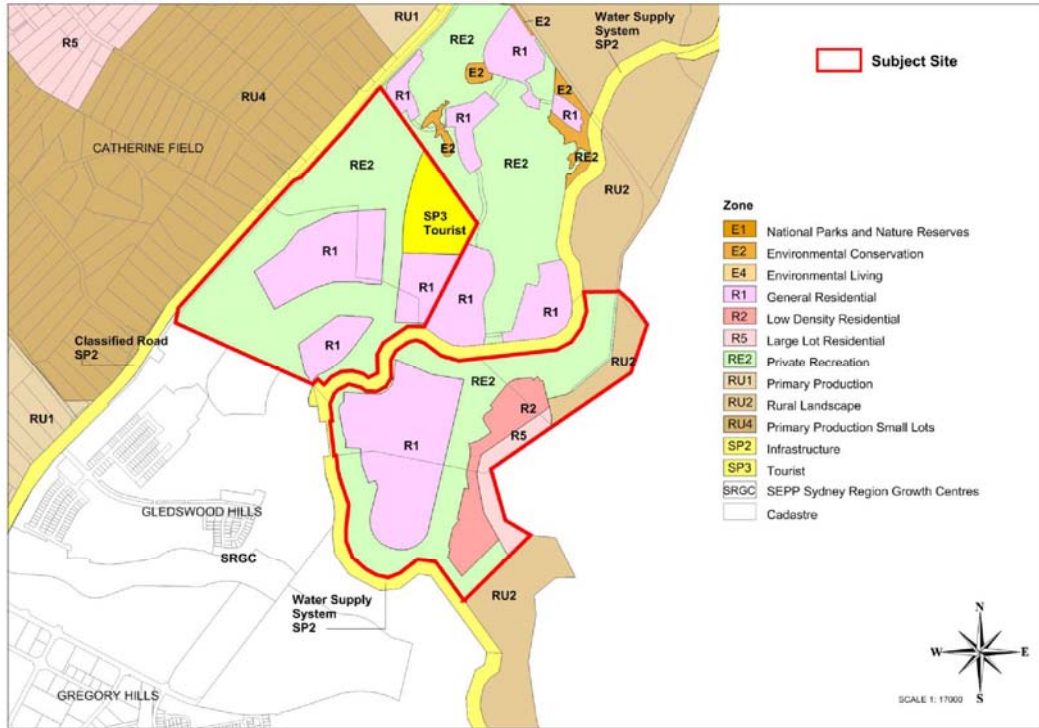 RU1
E2
Water Supply
System
SP2
R5
RE2
R1
Subject Site
RU4
E2
E2
R1
R1
R1
CATHERINE FIELD
E2
RE2
RE2
RE2
RU2
SP3
Tourist
R1
R1
R1
R1
Classified Road
SP2
R1
RU2
RE2
R2
R5
R1
RU1
GLEDSWOOD HILLS
SRGC
Water Supply
System
SP2
RU2
GREGORY HILLS
Zone
E1 National Parks and Nature Reserves
E2 Environmental Conservation
E4 Environmental Living
R1 General Residential
R2 Low Density Residential
R5 Large Lot Residential
RE2 Private Recreation
RU1 Primary Production
RU2 Rural Landscape
RU4 Primary Production Small Lots
SP2 Infrastructure
SP3 Tourist
SRGC SEPP Sydney Region Growth Centres
Cadastre
N
W E
S
SCALE 1: 17000